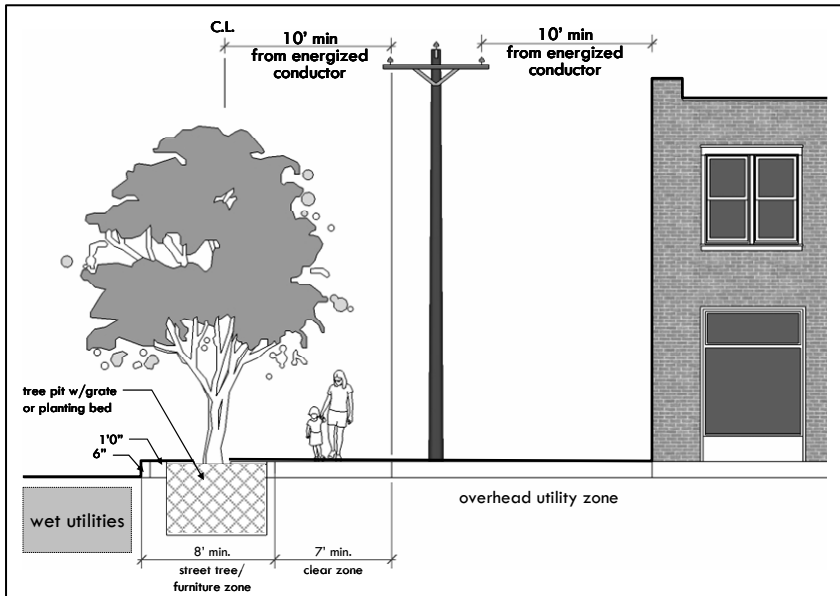 C.L.
10’ min
from energized
conductor
10’ min
from energized
conductor
tree pit w/grate
or planting bed
1’0”
6”
wet utilities
overhead utility zone
8’ min.
street tree/
furniture zone
7’ min.
clear zone